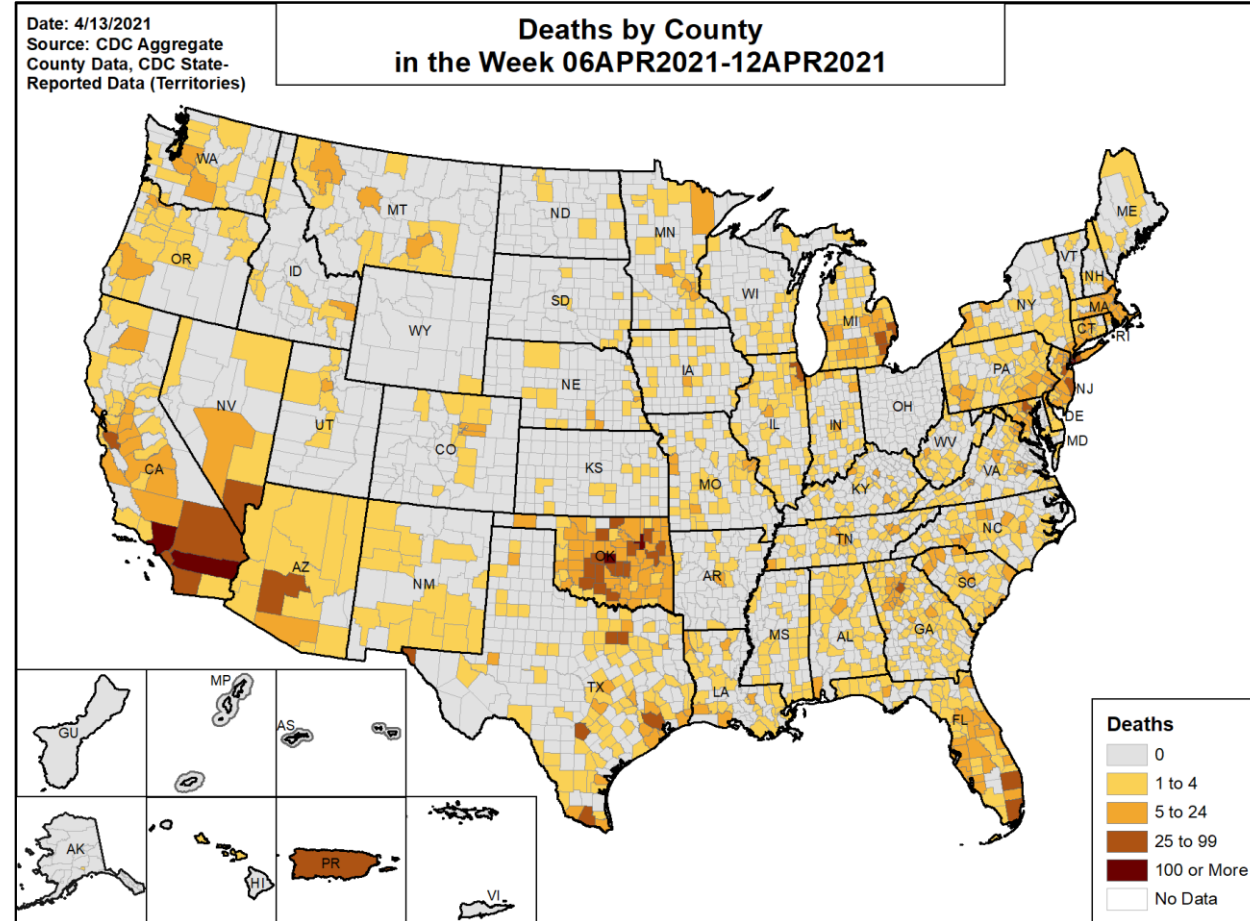 Date: 4/13/2021
Source: CDC Aggregate
County Data, CDC State-
Reported Data (Territories)
Deaths by County
in the Week 06APR2021-12APR2021
WA
MT
ND
MN
ME
OR
ID
SD
WI
MI
VT
NH
NY
MA
CT
RI
WY
IA
NE
PA
NJ
NV
UT
CO
IL
IN
OH
DE
MD
WV
VA
CA
KS
MO
KY
AZ
NM
OK
AR
TN
NC
SC
MS
AL
GA
TX
LA
FL
GU
MP
AS
AK
HI
PR
VI
Deaths
0
1 to 4
5 to 24
25 to 99
100 or More
No Data